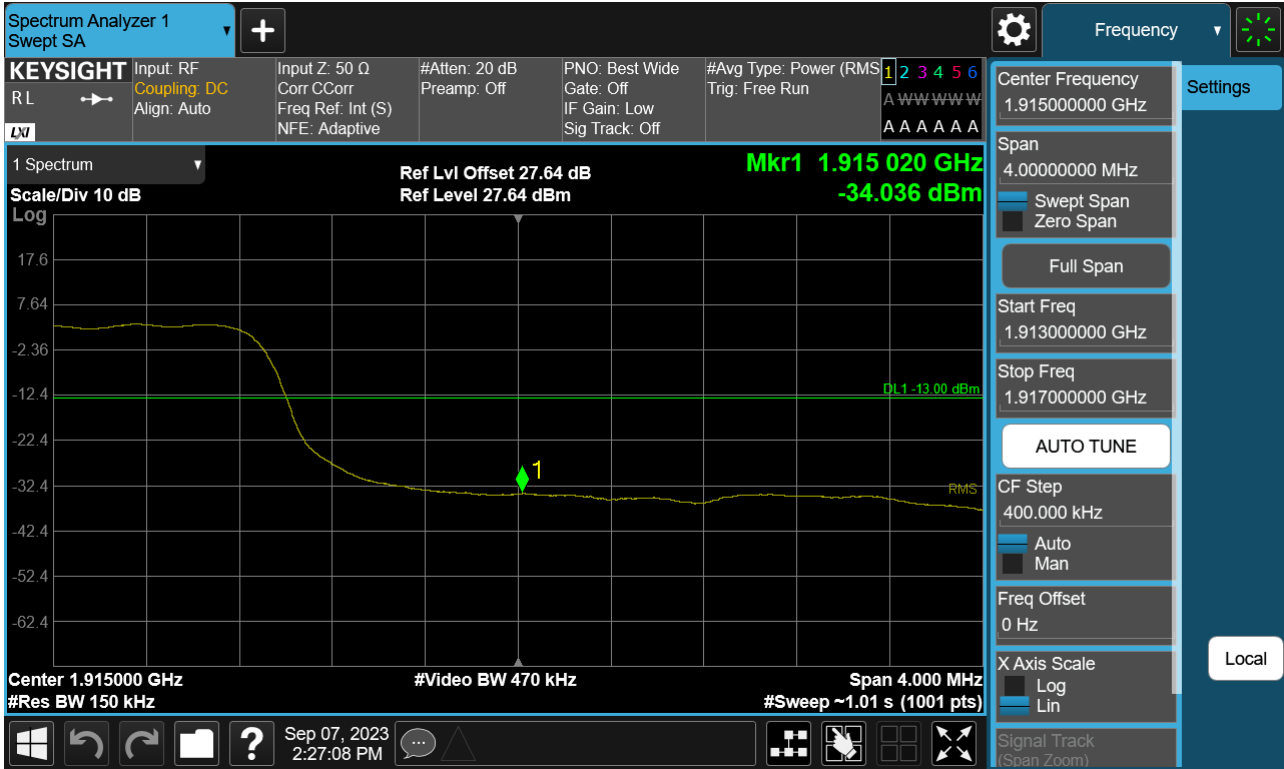 Spectrum Analyzer 1
Swept SA
+
Frequency
KEYSIGHT
R L
LXI
Input: RF
Coupling: DC
Align: Auto
Input Z: 50 Ω
Corr CCorr
Freq Ref: Int (S)
NFE: Adaptive
#Atten: 20 dB
Preamp: Off
PNO: Best Wide
Gate: Off
IF Gain: Low
Sig Track: Off
#Avg Type: Power (RMS
Trig: Free Run
1 2 3 4 5 6
A W W W W W
A A A A A A
1 Spectrum
Scale/Div 10 dB
Log
Ref Lvl Offset 27.64 dB
Ref Level 27.64 dBm
Mkr1 1.915 020 GHz
-34.036 dBm
17.6
7.64
-2.36
-12.4
-22.4
-32.4
-42.4
-52.4
-62.4
DL1 -13.00 dBm
1
RMS
Center 1.915000 GHz
#Res BW 150 kHz
#Video BW 470 kHz
Span 4.000 MHz
#Sweep ~1.01 s (1001 pts)
Center Frequency
1.915000000 GHz
Span
4.00000000 MHz
Swept Span
Zero Span
Full Span
Start Freq
1.913000000 GHz
Stop Freq
1.917000000 GHz
AUTO TUNE
CF Step
400.000 kHz
Auto
Man
Freq Offset
0 Hz
X Axis Scale
Log
Lin
Signal Track
(Span Zoom)
Settings
Local
?
Sep 07, 2023
2:27:08 PM